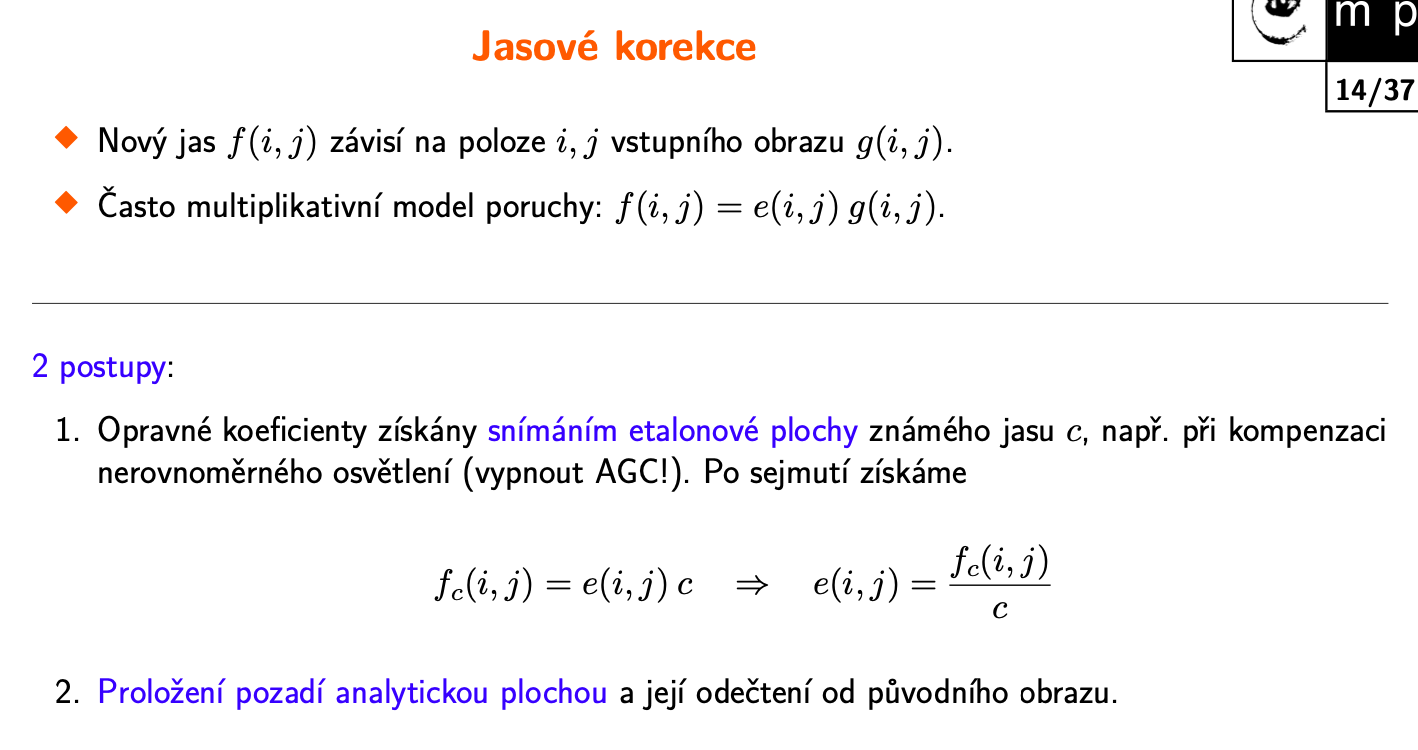 m p
Jasové korekce
14/37
◆ Nový jas f(i, j) závisí na poloze i, j vstupního obrazu g(i, j).
◆ Často multiplikativní model poruchy: f(i, j) = e(i, j) g(i, j).
2 postupy:
1. Opravné koeficienty získány snímáním etalonové plochy známého jasu c, např. při kompenzaci
nerovnoměrného osvětlení (vypnout AGC!). Po sejmutí získáme
f_c(i, j) = e(i, j) c ⇒ e(i, j) = f_c(i, j) / c
2. Proložení pozadí analytickou plochou a její odečtení od původního obrazu.